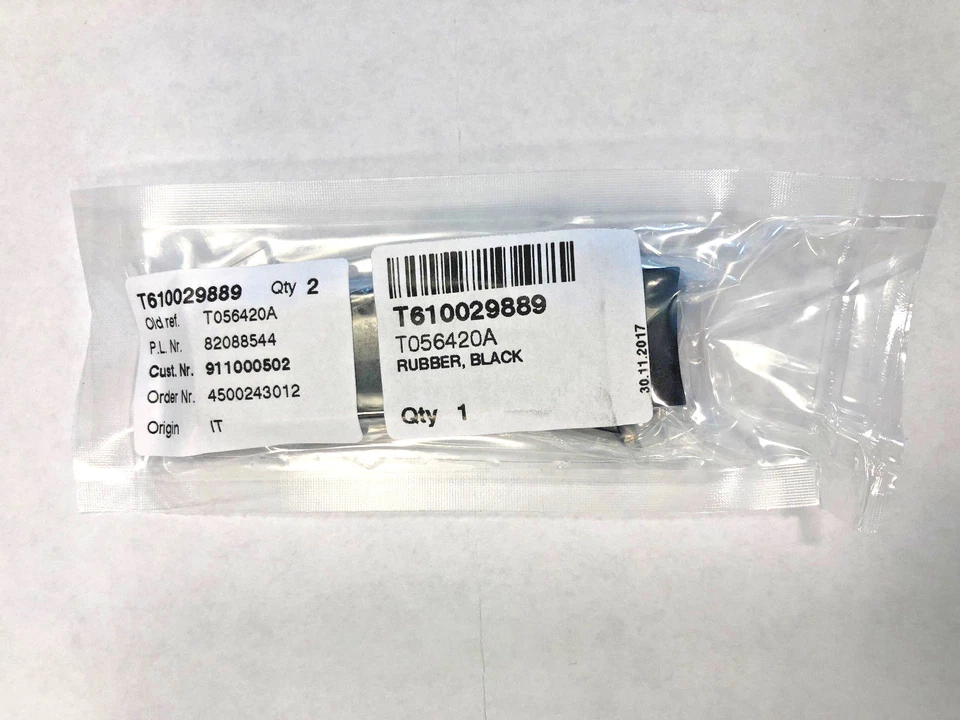 T610029889 Qty 2
Old.ref. T056420A
P.L. Nr. 82088544
Cust. Nr. 911000502
Order Nr. 4500243012
Origin IT
T610029889
T056420A
RUBBER, BLACK
Qty 1
30.11.2017